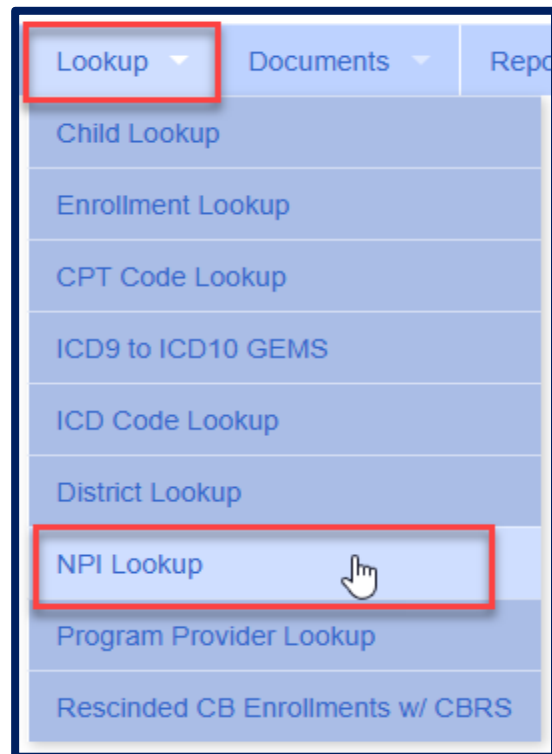 Lookup Documents Repo
Child Lookup
Enrollment Lookup
CPT Code Lookup
ICD9 to ICD10 GEMS
ICD Code Lookup
District Lookup
NPI Lookup
Program Provider Lookup
Rescinded CB Enrollments w/ CBRS